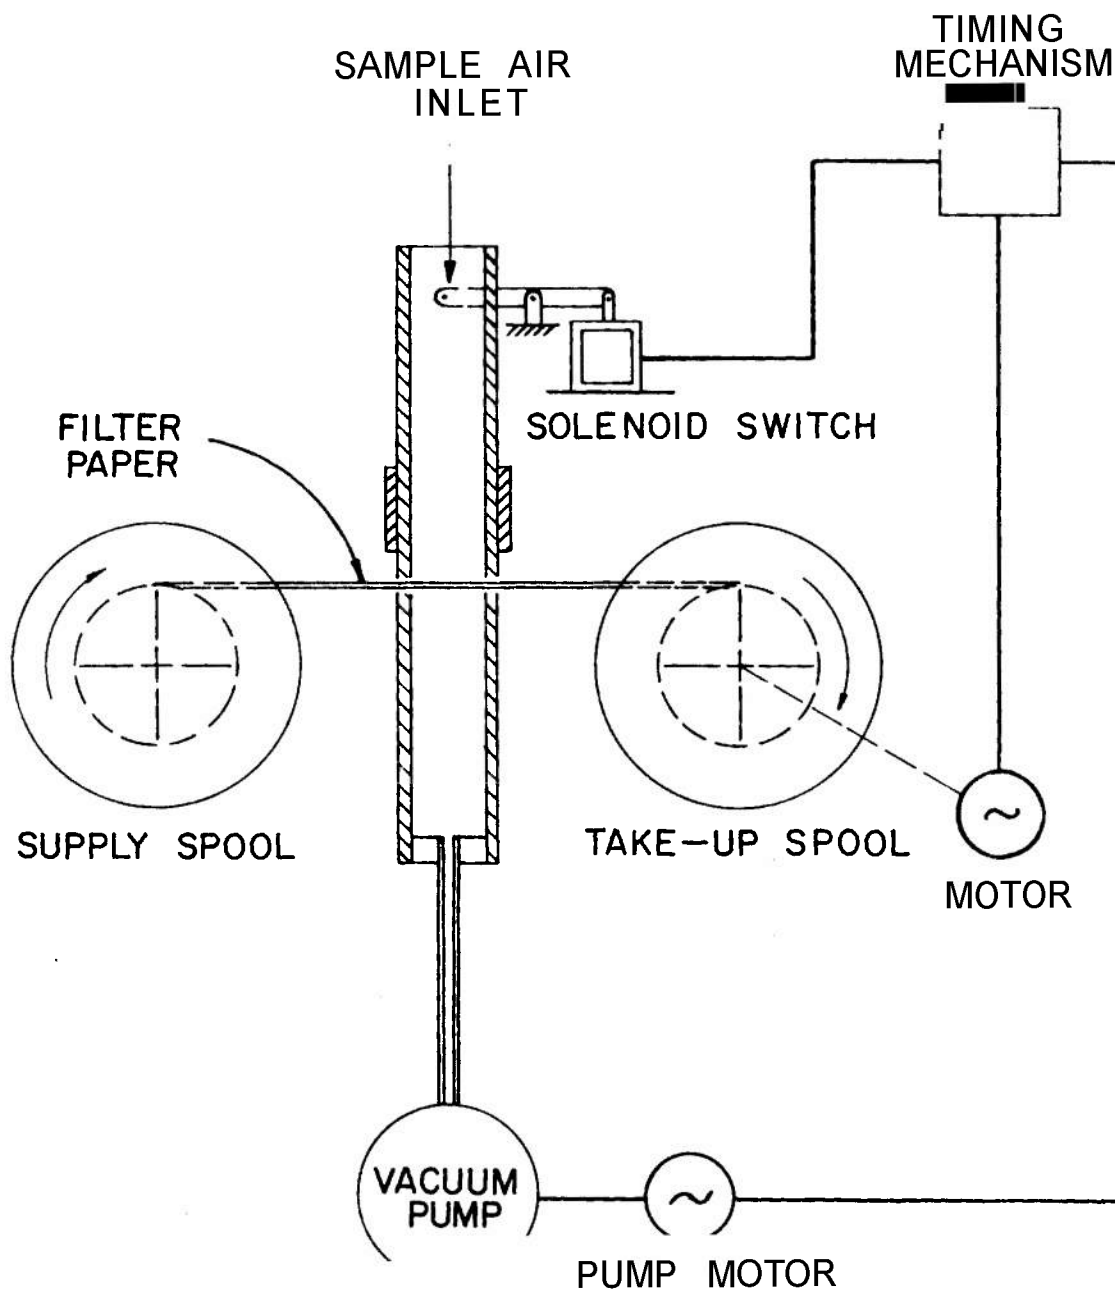 TIMING
MECHANISM
SAMPLE AIR
INLET
SOLENOID SWITCH
FILTER
PAPER
SUPPLY SPOOL
TAKE-UP SPOOL
MOTOR
VACUUM
PUMP
PUMP MOTOR